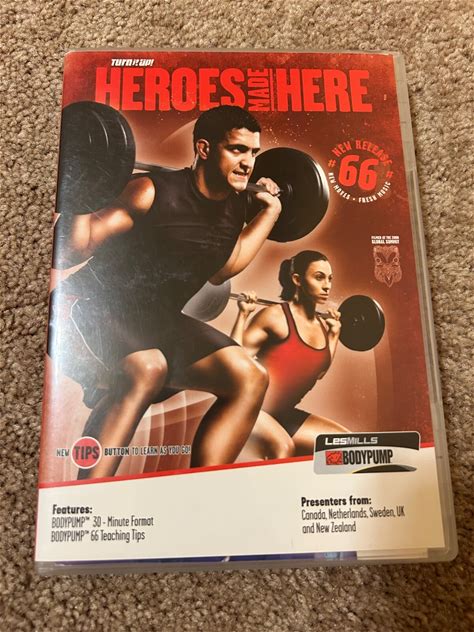 TURN IT UP!
HEROES MADE HERE
NEW RELEASE
# 66 #
NEW MOVES • FRESH MUSIC
FILMED AT THE 2008
GLOBAL SUMMIT
NEW TIPS BUTTON TO LEARN AS YOU GO!
LESMILLS
BODYPUMP
Features:
BODYPUMP™ 30 - Minute Format
BODYPUMP™ 66 Teaching Tips
Presenters from:
Canada, Netherlands, Sweden, UK
and New Zealand